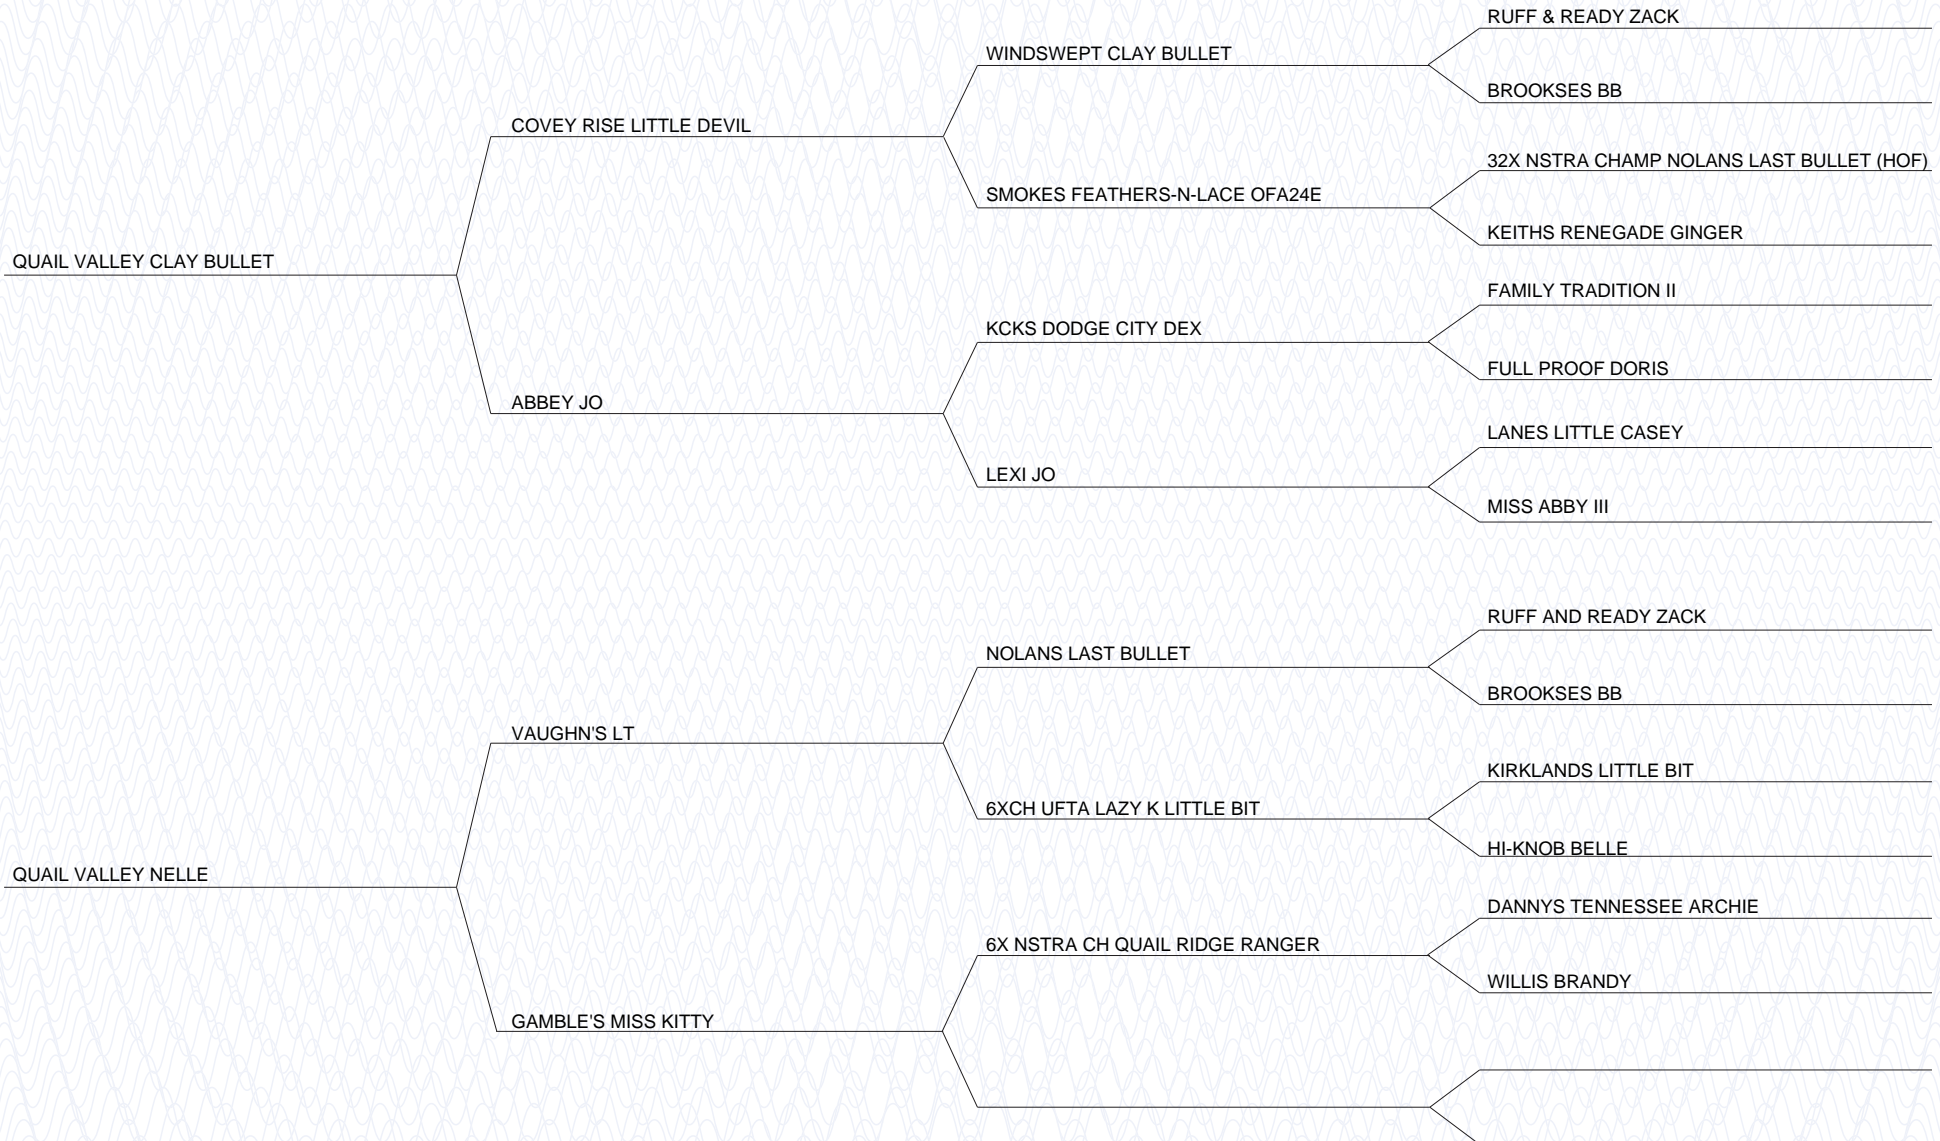 RUFF & READY ZACK
WINDSWEPT CLAY BULLET
BROOKSES BB
COVEY RISE LITTLE DEVIL
32X NSTRA CHAMP NOLANS LAST BULLET (HOF)
SMOKES FEATHERS-N-LACE OFA24E
KEITHS RENEGADE GINGER
QUAIL VALLEY CLAY BULLET
FAMILY TRADITION II
KCKS DODGE CITY DEX
FULL PROOF DORIS
ABBEY JO
LANES LITTLE CASEY
LEXI JO
MISS ABBY III
RUFF AND READY ZACK
NOLANS LAST BULLET
BROOKSES BB
VAUGHN'S LT
KIRKLANDS LITTLE BIT
6XCH UFTA LAZY K LITTLE BIT
HI-KNOB BELLE
QUAIL VALLEY NELLE
DANNYS TENNESSEE ARCHIE
6X NSTRA CH QUAIL RIDGE RANGER
WILLIS BRANDY
GAMBLE'S MISS KITTY